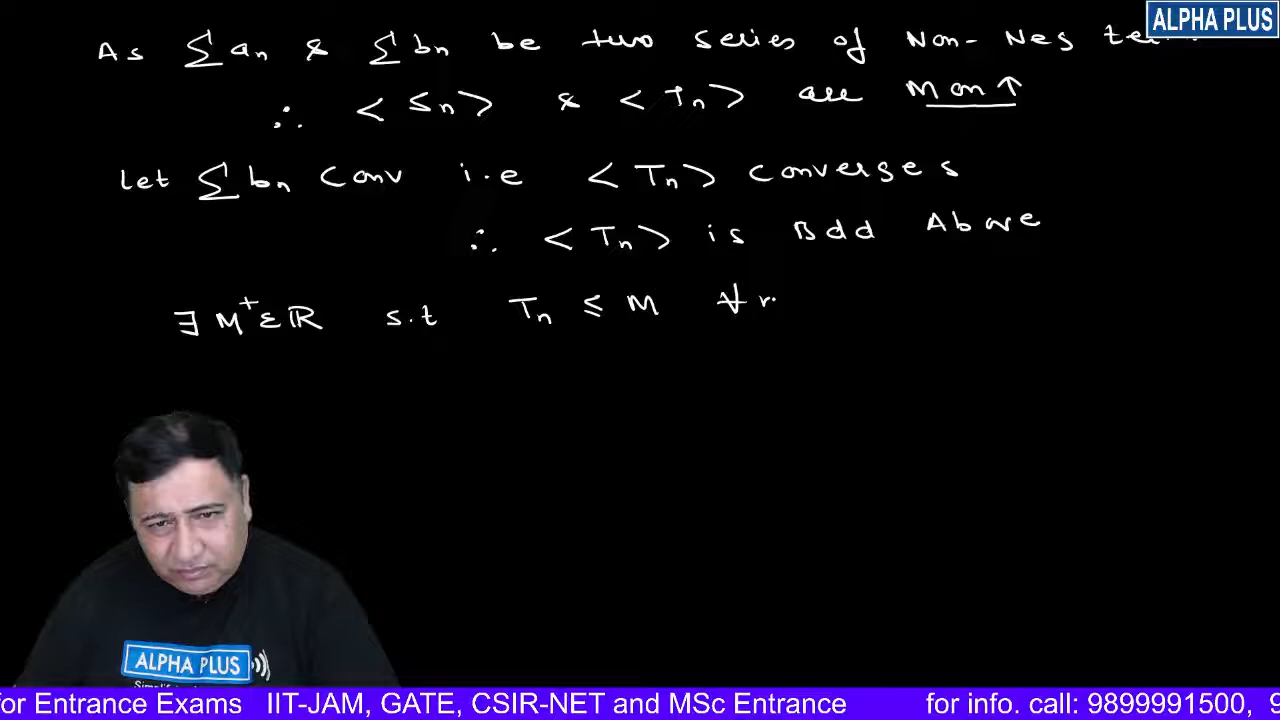 ALPHA PLUS
As ∑an & ∑bn be two series of Non-Neg
∴ <Sn> & <Tn> are Mon↑
Let ∑bn conv i.e <Tn> converges
∴ <Tn> is Bdd Above
∃ M⁺∈ℝ s.t Tn ≤ M ∀
ALPHA PLUS
for Entrance Exams IIT-JAM, GATE, CSIR-NET and MSc Entrance for info. call: 9899991500, 9